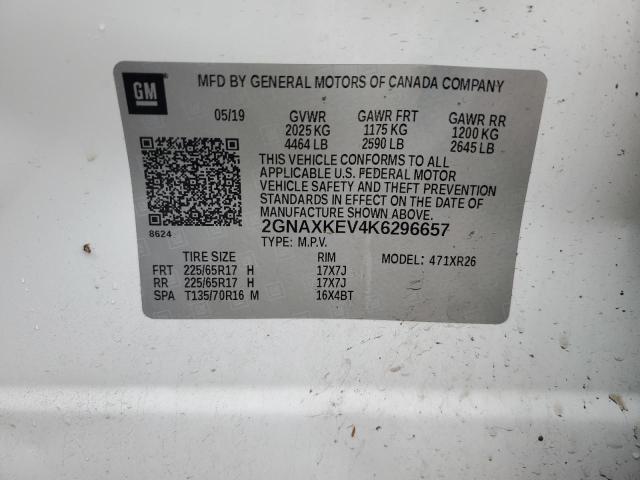 GM
MFD BY GENERAL MOTORS OF CANADA COMPANY
05/19 GVWR GAWR FRT GAWR RR
2025 KG 1175 KG 1200 KG
4464 LB 2590 LB 2645 LB
THIS VEHICLE CONFORMS TO ALL
APPLICABLE U.S. FEDERAL MOTOR
VEHICLE SAFETY AND THEFT PREVENTION
STANDARDS IN EFFECT ON THE DATE OF
MANUFACTURE SHOWN ABOVE.
8624 2GNAXKEV4K6296657
TYPE: M.P.V.
TIRE SIZE RIM MODEL: 471XR26
FRT 225/65R17 H 17X7J
RR 225/65R17 H 17X7J
SPA T135/70R16 M 16X4BT